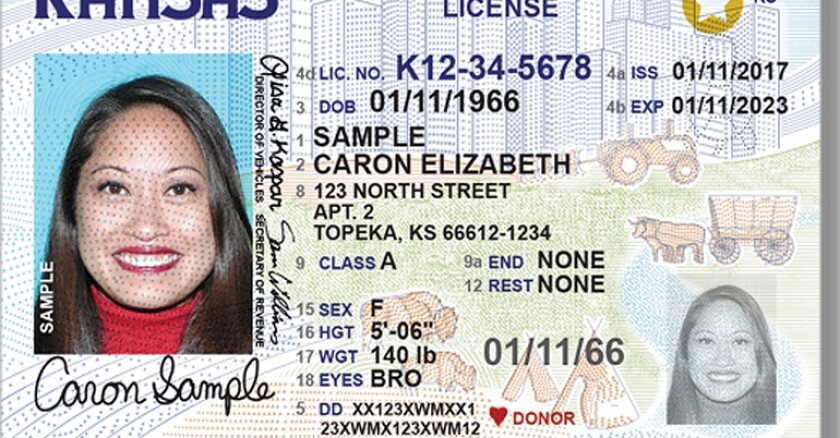 KANSAS
LICENSE
4d LIC. NO. K12-34-5678 4a ISS 01/11/2017
3 DOB 01/11/1966 4b EXP 01/11/2023
1 SAMPLE
2 CARON ELIZABETH
8 123 NORTH STREET
APT. 2
TOPEKA, KS 66612-1234
9 CLASS A 9a END NONE
12 REST NONE
15 SEX F
16 HGT 5'-06"
17 WGT 140 lb 01/11/66
18 EYES BRO
5 DD XX123XWMXX1
23XWMX123XWM12
DONOR
SAMPLE
DIRECTOR OF VEHICLES SECRETARY OF REVENUE
Caron Sample